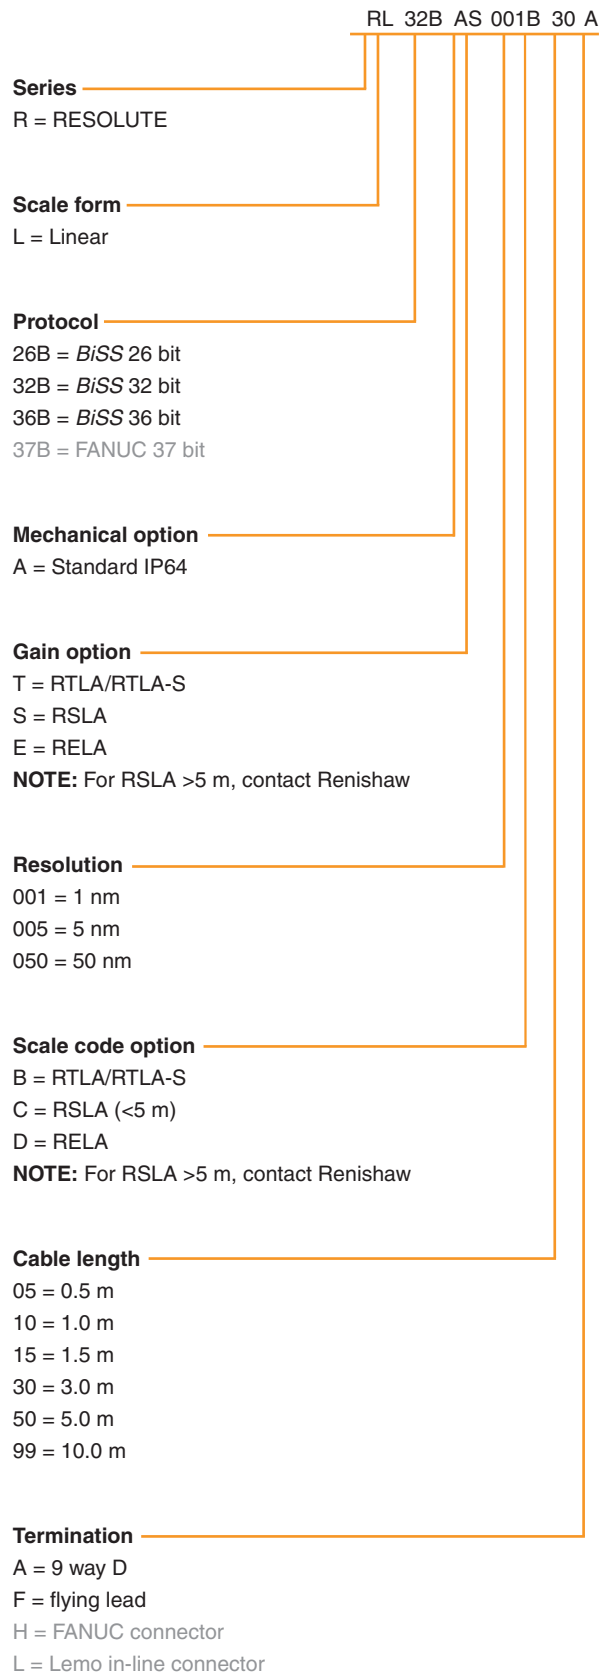 RL 32B AS 001B 30 A
Series
R = RESOLUTE
Scale form
L = Linear
Protocol
26B = BiSS 26 bit
32B = BiSS 32 bit
36B = BiSS 36 bit
37B = FANUC 37 bit
Mechanical option
A = Standard IP64
Gain option
T = RTLA/RTLA-S
S = RSLA
E = RELA
NOTE: For RSLA >5 m, contact Renishaw
Resolution
001 = 1 nm
005 = 5 nm
050 = 50 nm
Scale code option
B = RTLA/RTLA-S
C = RSLA (<5 m)
D = RELA
NOTE: For RSLA >5 m, contact Renishaw
Cable length
05 = 0.5 m
10 = 1.0 m
15 = 1.5 m
30 = 3.0 m
50 = 5.0 m
99 = 10.0 m
Termination
A = 9 way D
F = flying lead
H = FANUC connector
L = Lemo in-line connector